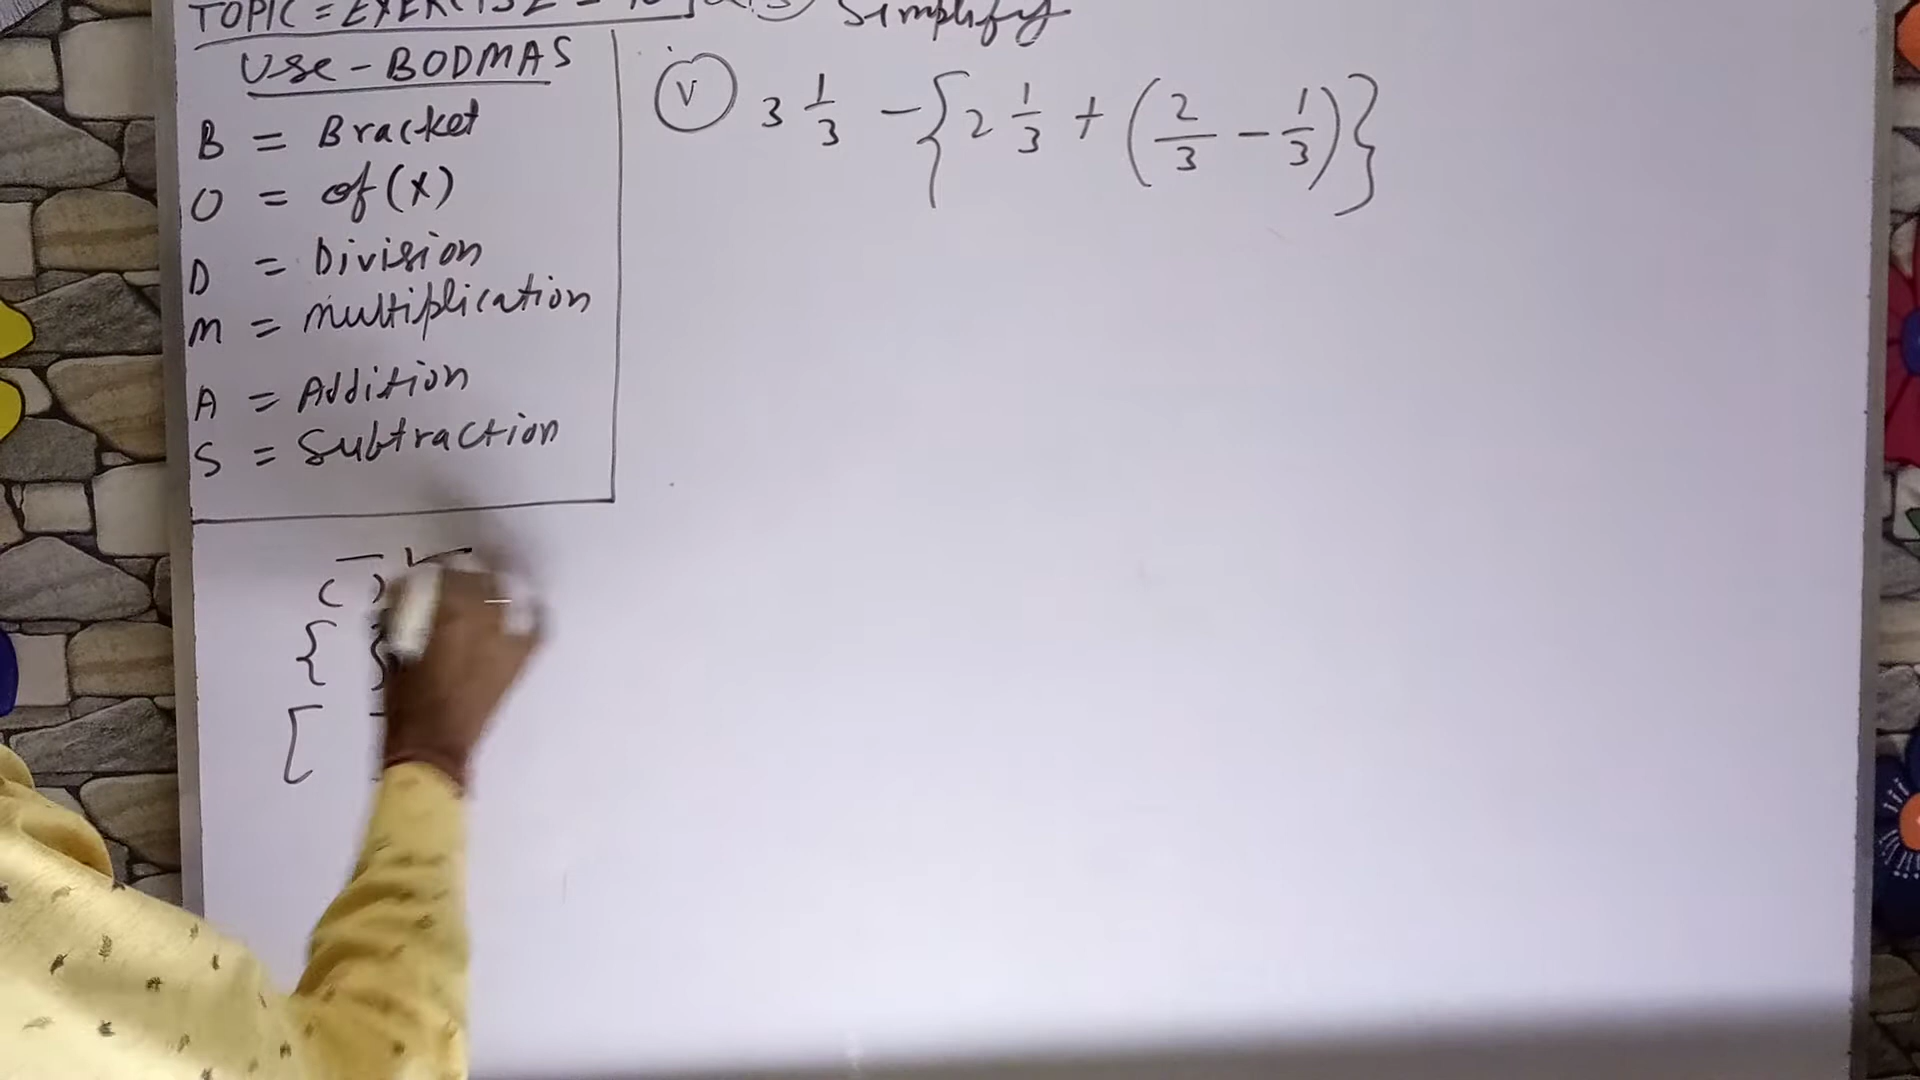 TOPIC = EXERCISE - Simplify
Use - BODMAS
B = Bracket
O = of (x)
D = Division
M = Multiplication
A = Addition
S = Subtraction
(v) 3 1/3 - { 2 1/3 + ( 2/3 - 1/3 ) }
( )
{ }
[